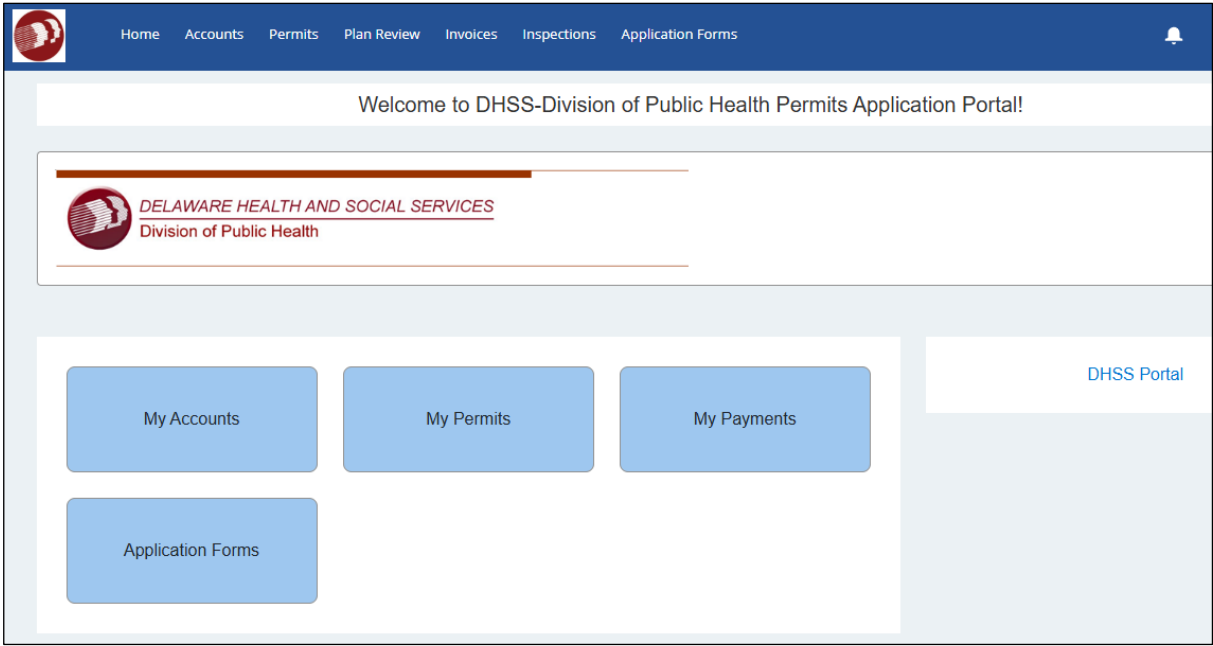 Home Accounts Permits Plan Review Invoices Inspections Application Forms
Welcome to DHSS-Division of Public Health Permits Application Portal!
DELAWARE HEALTH AND SOCIAL SERVICES
Division of Public Health
My Accounts
My Permits
My Payments
DHSS Portal
Application Forms